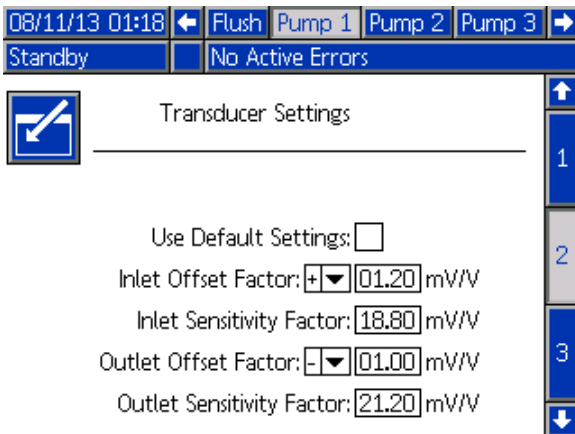 08/11/13 01:18 Flush Pump 1 Pump 2 Pump 3
Standby No Active Errors
Transducer Settings
1
Use Default Settings:
2
Inlet Offset Factor: + 01.20 mV/V
Inlet Sensitivity Factor: 18.80 mV/V
3
Outlet Offset Factor: - 01.00 mV/V
Outlet Sensitivity Factor: 21.20 mV/V